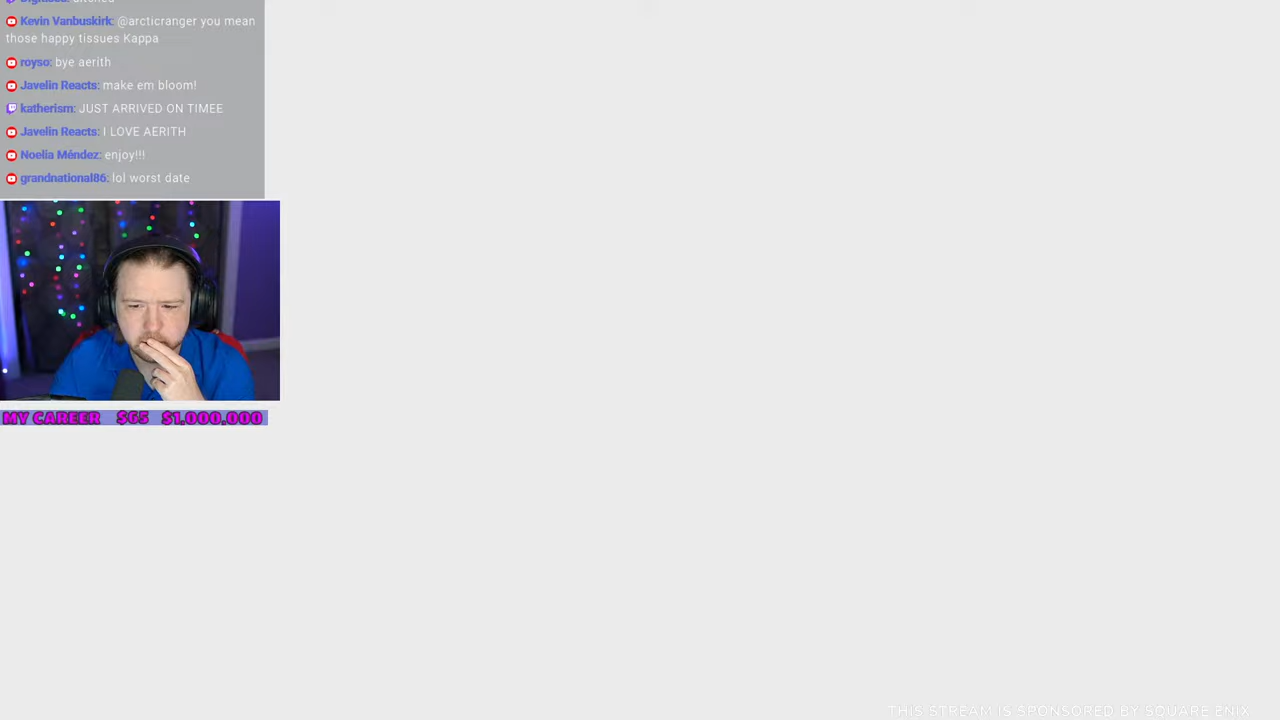 Kevin Vanbuskirk: @arcticranger you mean
those happy tissues Kappa
royso: bye aerith
Javelin Reacts: make em bloom!
katherism: JUST ARRIVED ON TIMEE
Javelin Reacts: I LOVE AERITH
Noelia Méndez: enjoy!!!
grandnational86: lol worst date
MY CAREER $65 $1,000,000
THIS STREAM IS SPONSORED BY SQUARE ENIX